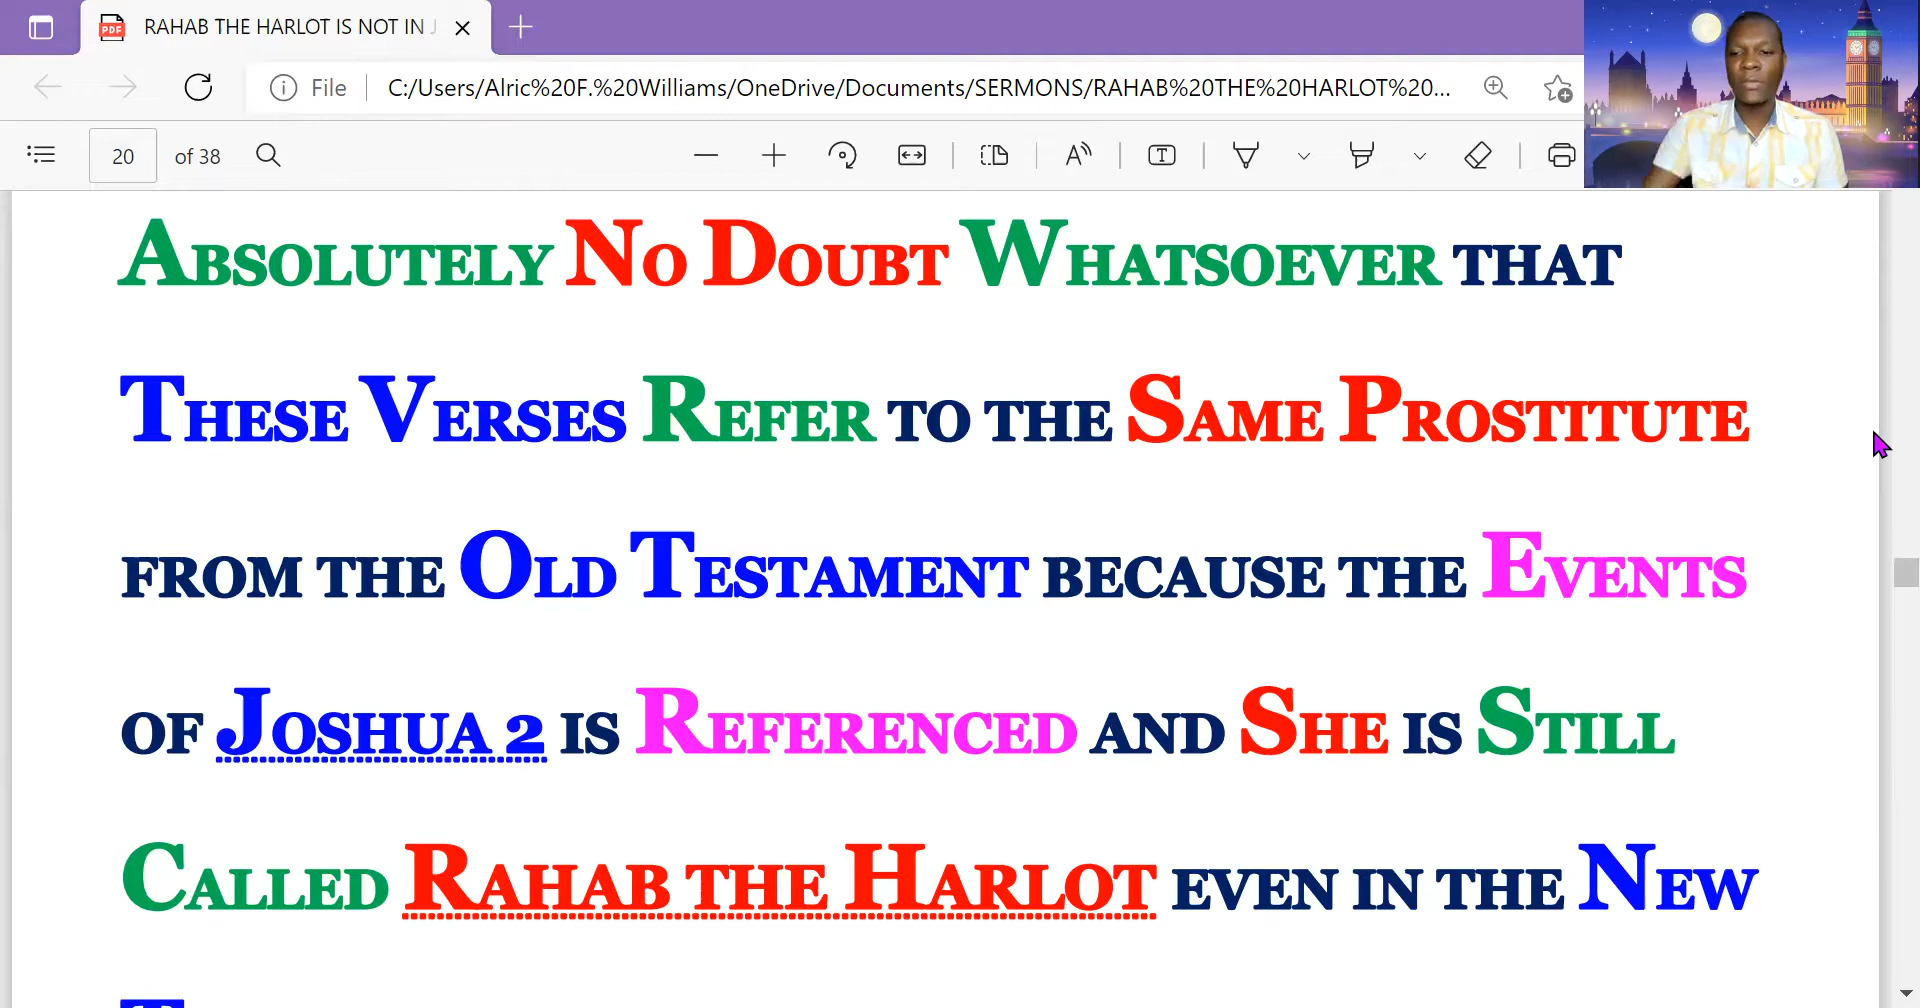 RAHAB THE HARLOT IS NOT IN J
File
C:/Users/Alric%20F.%20Williams/OneDrive/Documents/SERMONS/RAHAB%20THE%20HARLOT%20...
20 of 38
Absolutely No Doubt Whatsoever that
These Verses Refer to the Same Prostitute
from the Old Testament because the Events
of Joshua 2 is Referenced and She is Still
Called Rahab the Harlot even in the New